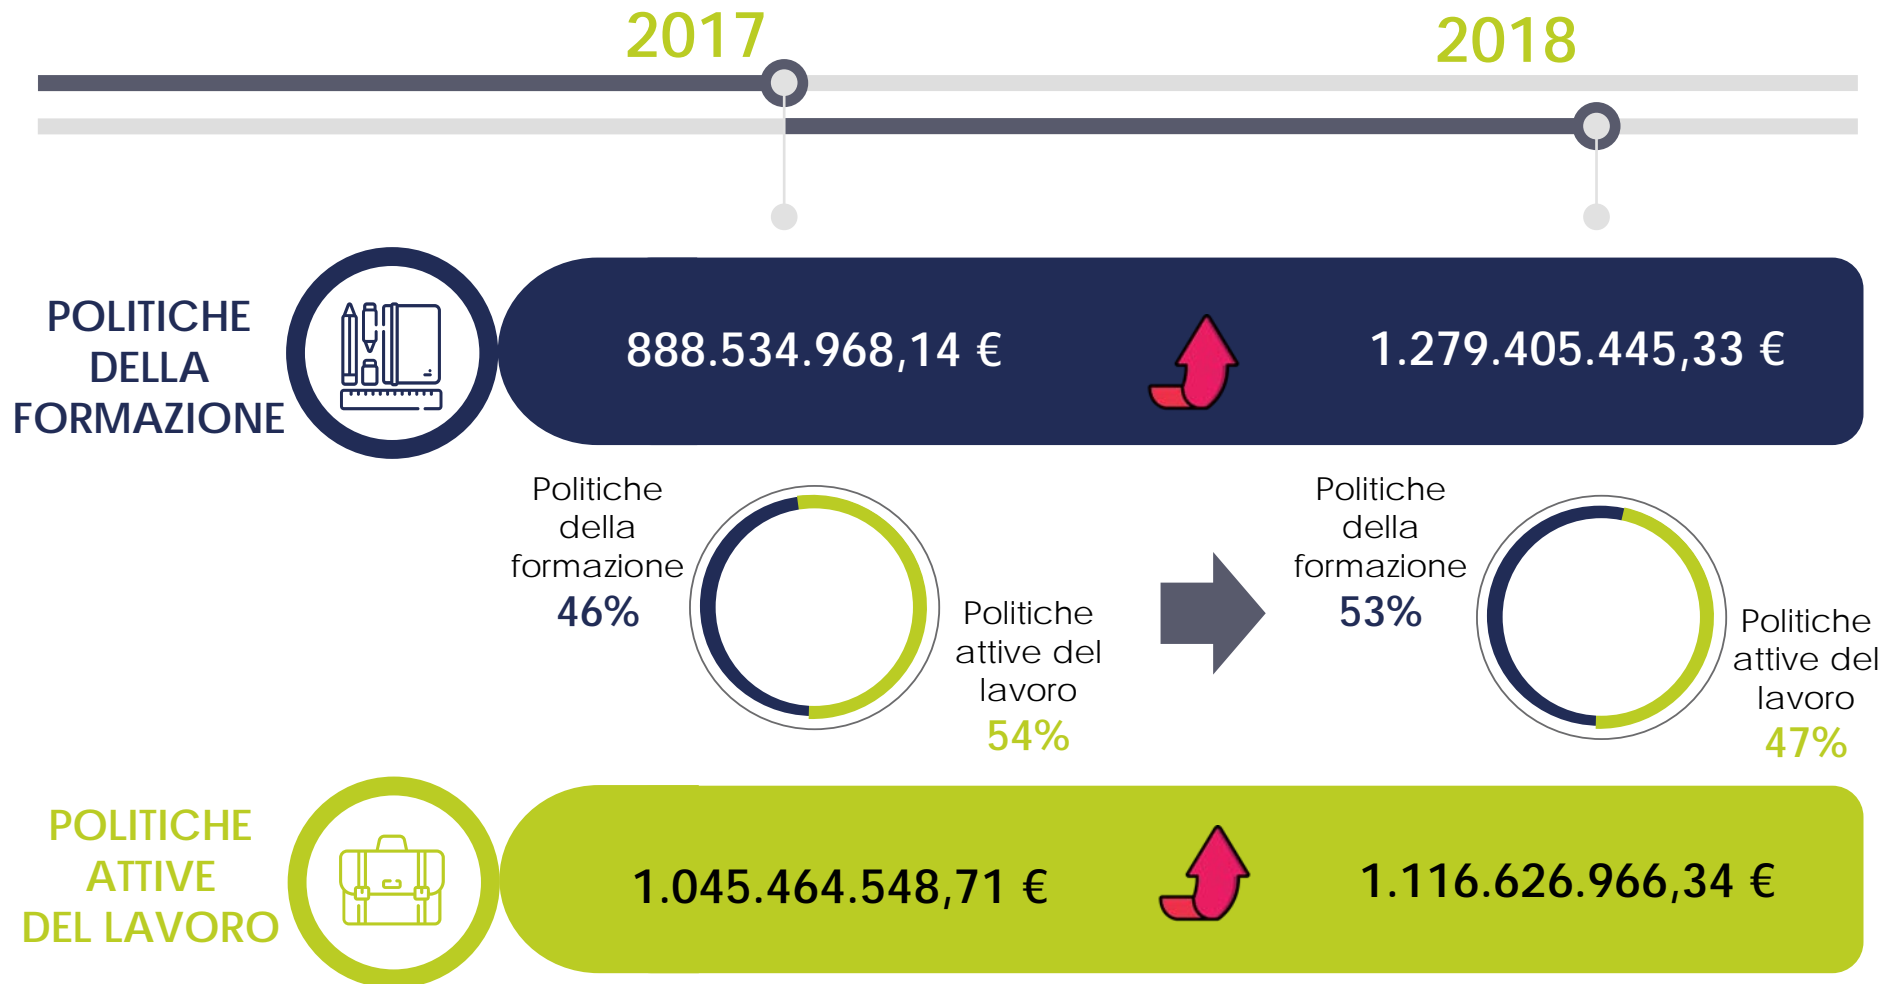 2017
2018
POLITICHE
DELLA
FORMAZIONE
888.534.968,14 €
1.279.405.445,33 €
Politiche
della
formazione
46%
Politiche
attive del
lavoro
54%
Politiche
della
formazione
53%
Politiche
attive del
lavoro
47%
POLITICHE
ATTIVE
DEL LAVORO
1.045.464.548,71 €
1.116.626.966,34 €